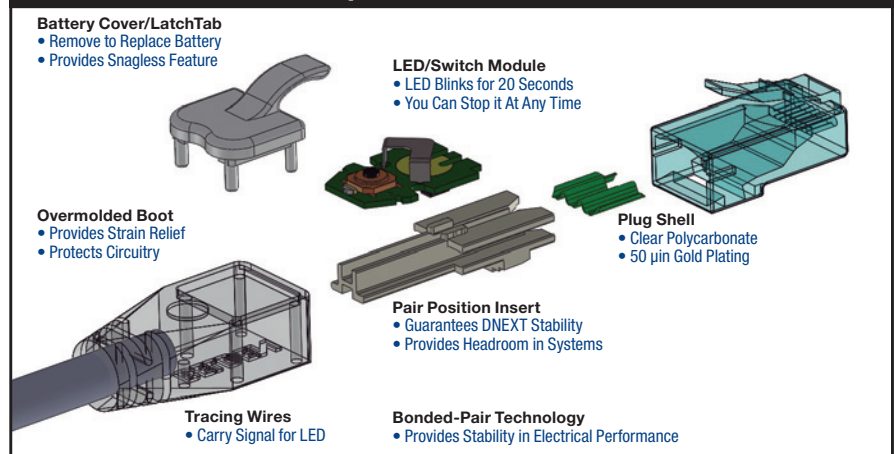 Battery Cover/LatchTab
• Remove to Replace Battery
• Provides Snagless Feature
LED/Switch Module
• LED Blinks for 20 Seconds
• You Can Stop it At Any Time
Overmolded Boot
• Provides Strain Relief
• Protects Circuitry
Plug Shell
• Clear Polycarbonate
• 50 µin Gold Plating
Pair Position Insert
• Guarantees DNEXT Stability
• Provides Headroom in Systems
Tracing Wires
• Carry Signal for LED
Bonded-Pair Technology
• Provides Stability in Electrical Performance